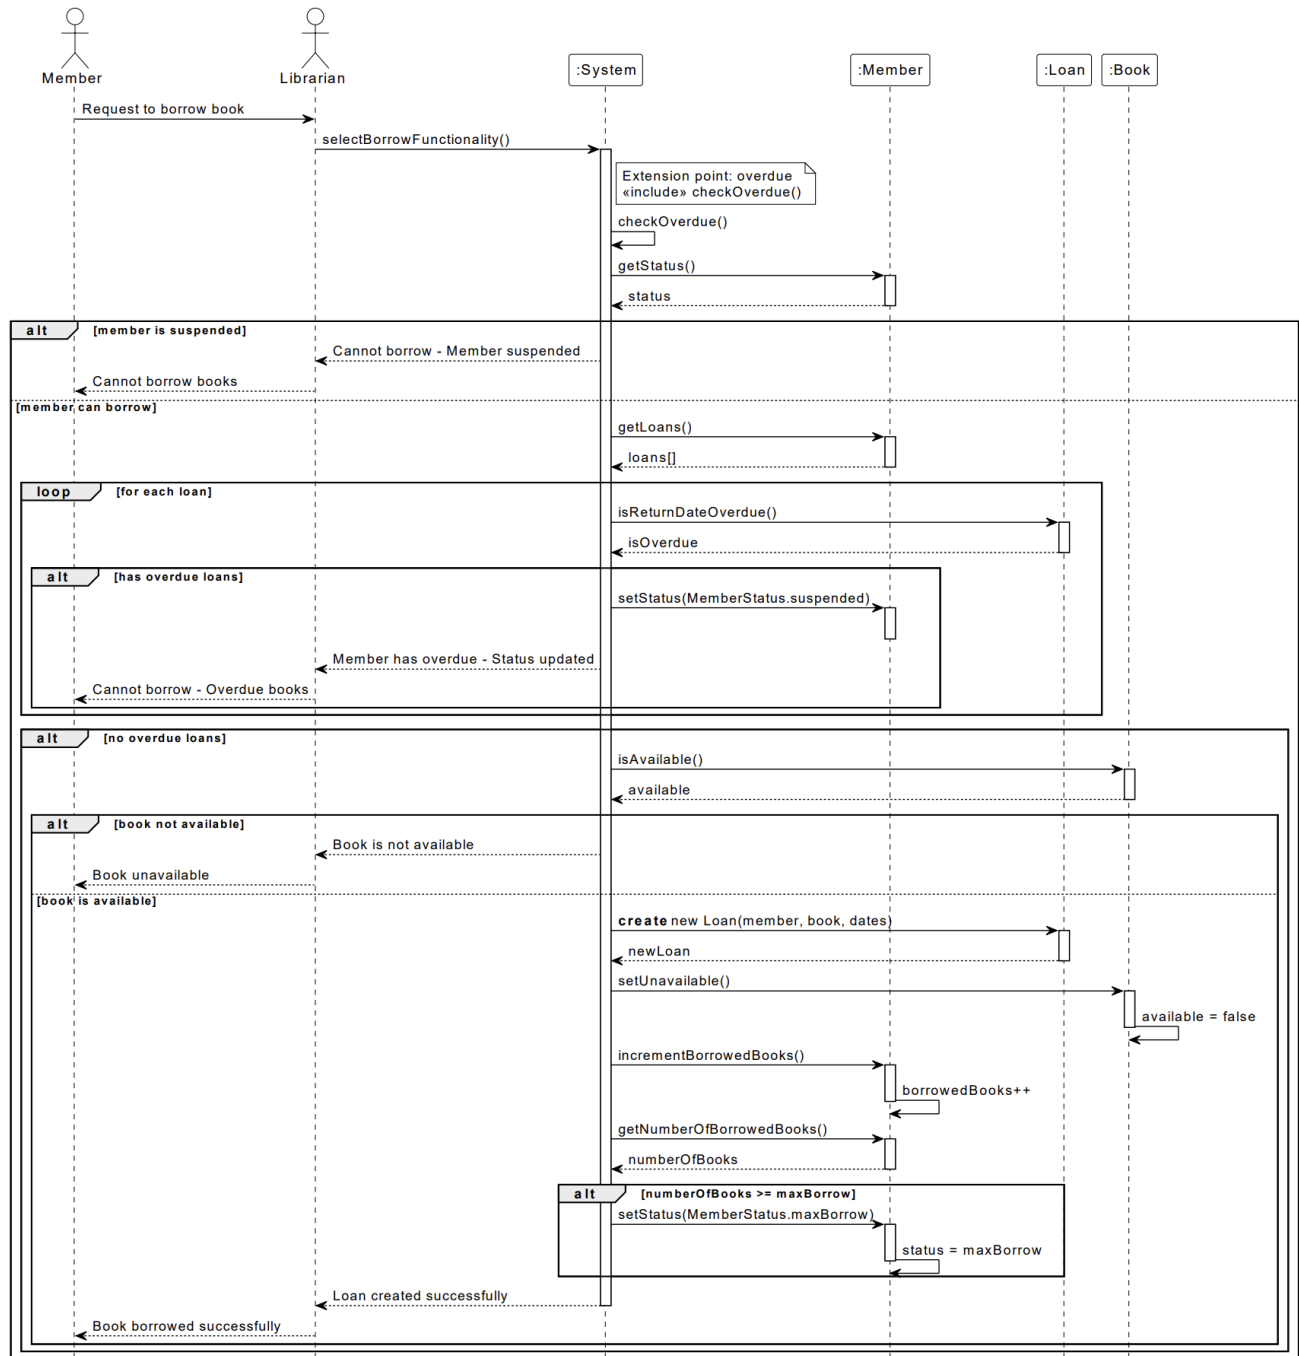 Member
Librarian
:System
:Member
:Loan
:Book
Request to borrow book
selectBorrowFunctionality()
Extension point: overdue
«include» checkOverdue()
checkOverdue()
getStatus()
status
alt [member is suspended]
Cannot borrow - Member suspended
Cannot borrow books
[member can borrow]
getLoans()
loans[]
loop [for each loan]
isReturnDateOverdue()
isOverdue
alt [has overdue loans]
setStatus(MemberStatus.suspended)
Member has overdue - Status updated
Cannot borrow - Overdue books
alt [no overdue loans]
isAvailable()
available
alt [book not available]
Book is not available
Book unavailable
[book is available]
create new Loan(member, book, dates)
newLoan
setUnavailable()
available = false
incrementBorrowedBooks()
borrowedBooks++
getNumberOfBorrowedBooks()
numberOfBooks
alt [numberOfBooks >= maxBorrow]
setStatus(MemberStatus.maxBorrow)
status = maxBorrow
Loan created successfully
Book borrowed successfully